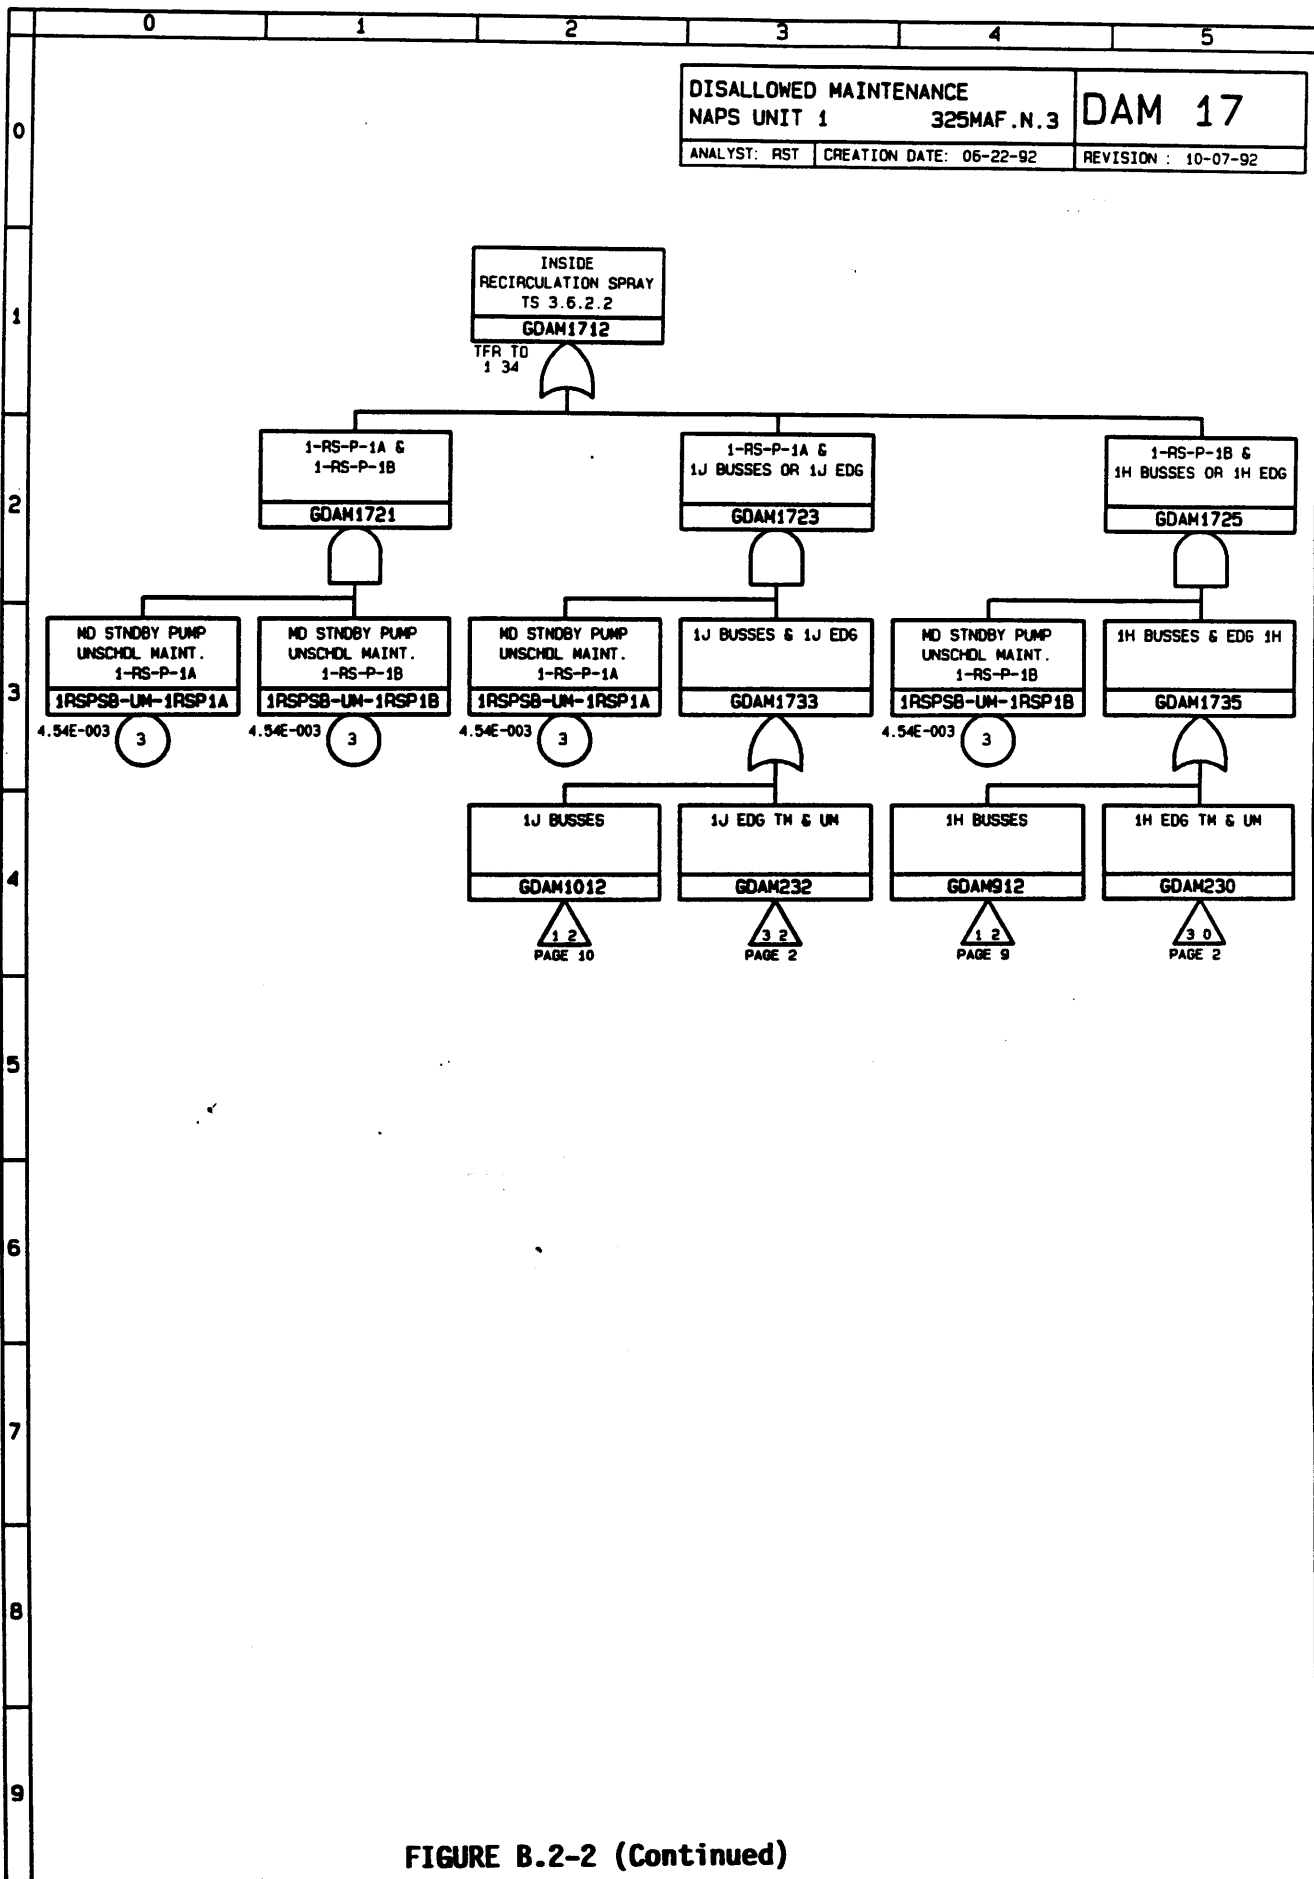 0 1 2 3 4 5
DISALLOWED MAINTENANCE
NAPS UNIT 1 325MAF.N.3
DAM 17
ANALYST: RST CREATION DATE: 06-22-92 REVISION : 10-07-92
0
INSIDE
RECIRCULATION SPRAY
TS 3.6.2.2
GDAM1712
TFR TO
1 34
1
1-RS-P-1A &
1-RS-P-1B
GDAM1721
1-RS-P-1A &
1J BUSSES OR 1J EDG
GDAM1723
1-RS-P-1B &
1H BUSSES OR 1H EDG
GDAM1725
2
MD STNDBY PUMP
UNSCHDL MAINT.
1-RS-P-1A
1RSPSB-UM-1RSP1A
4.54E-003 3
MD STNDBY PUMP
UNSCHDL MAINT.
1-RS-P-1B
1RSPSB-UM-1RSP1B
4.54E-003 3
MD STNDBY PUMP
UNSCHDL MAINT.
1-RS-P-1A
1RSPSB-UM-1RSP1A
4.54E-003 3
1J BUSSES & 1J EDG
GDAM1733
MD STNDBY PUMP
UNSCHDL MAINT.
1-RS-P-1B
1RSPSB-UM-1RSP1B
4.54E-003 3
1H BUSSES & EDG 1H
GDAM1735
3
1J BUSSES
GDAM1012
1 2
PAGE 10
1J EDG TM & UM
GDAM232
3 2
PAGE 2
1H BUSSES
GDAM912
1 2
PAGE 9
1H EDG TM & UM
GDAM230
3 0
PAGE 2
4
5
6
7
8
9
FIGURE B.2-2 (Continued)